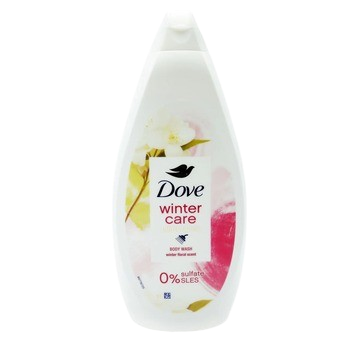 Dove
winter
care
BODY WASH
winter floral scent
0% sulfate
SLES